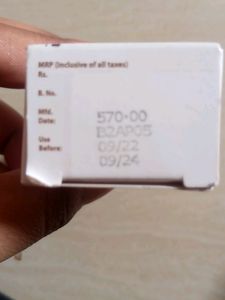 MRP (Inclusive of all taxes)
Rs.
B. No.
Mfd.
Date:
Use
Before:
570.00
B2AP05
09/22
09/24